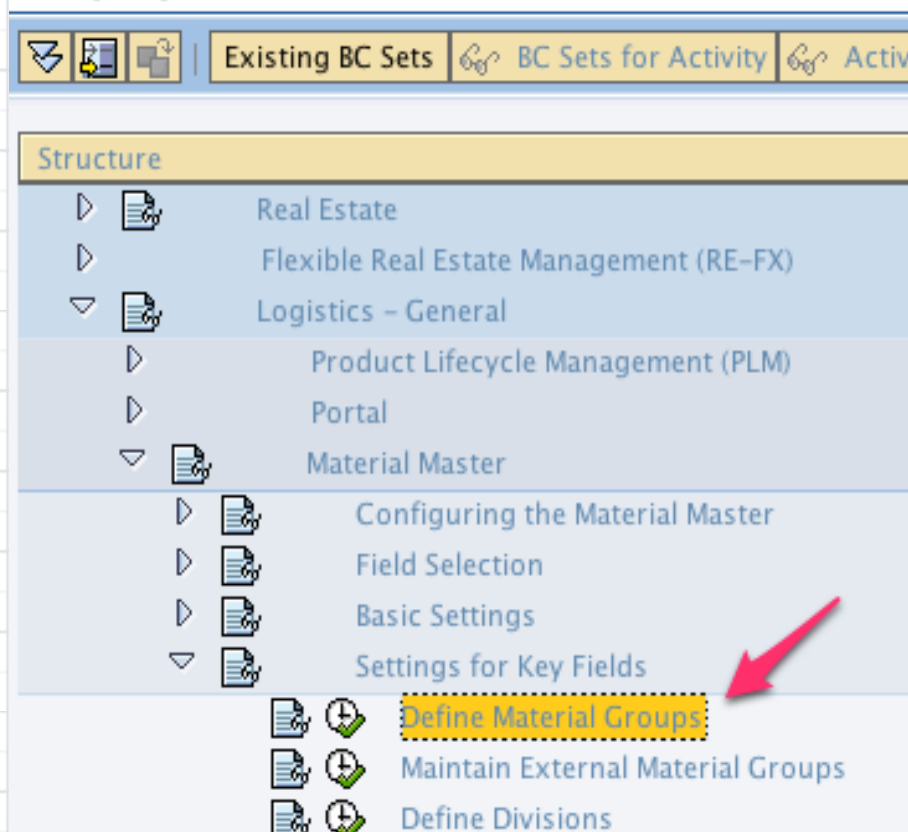 Existing BC Sets BC Sets for Activity
Structure
Real Estate
Flexible Real Estate Management (RE-FX)
Logistics – General
Product Lifecycle Management (PLM)
Portal
Material Master
Configuring the Material Master
Field Selection
Basic Settings
Settings for Key Fields
Define Material Groups
Maintain External Material Groups
Define Divisions